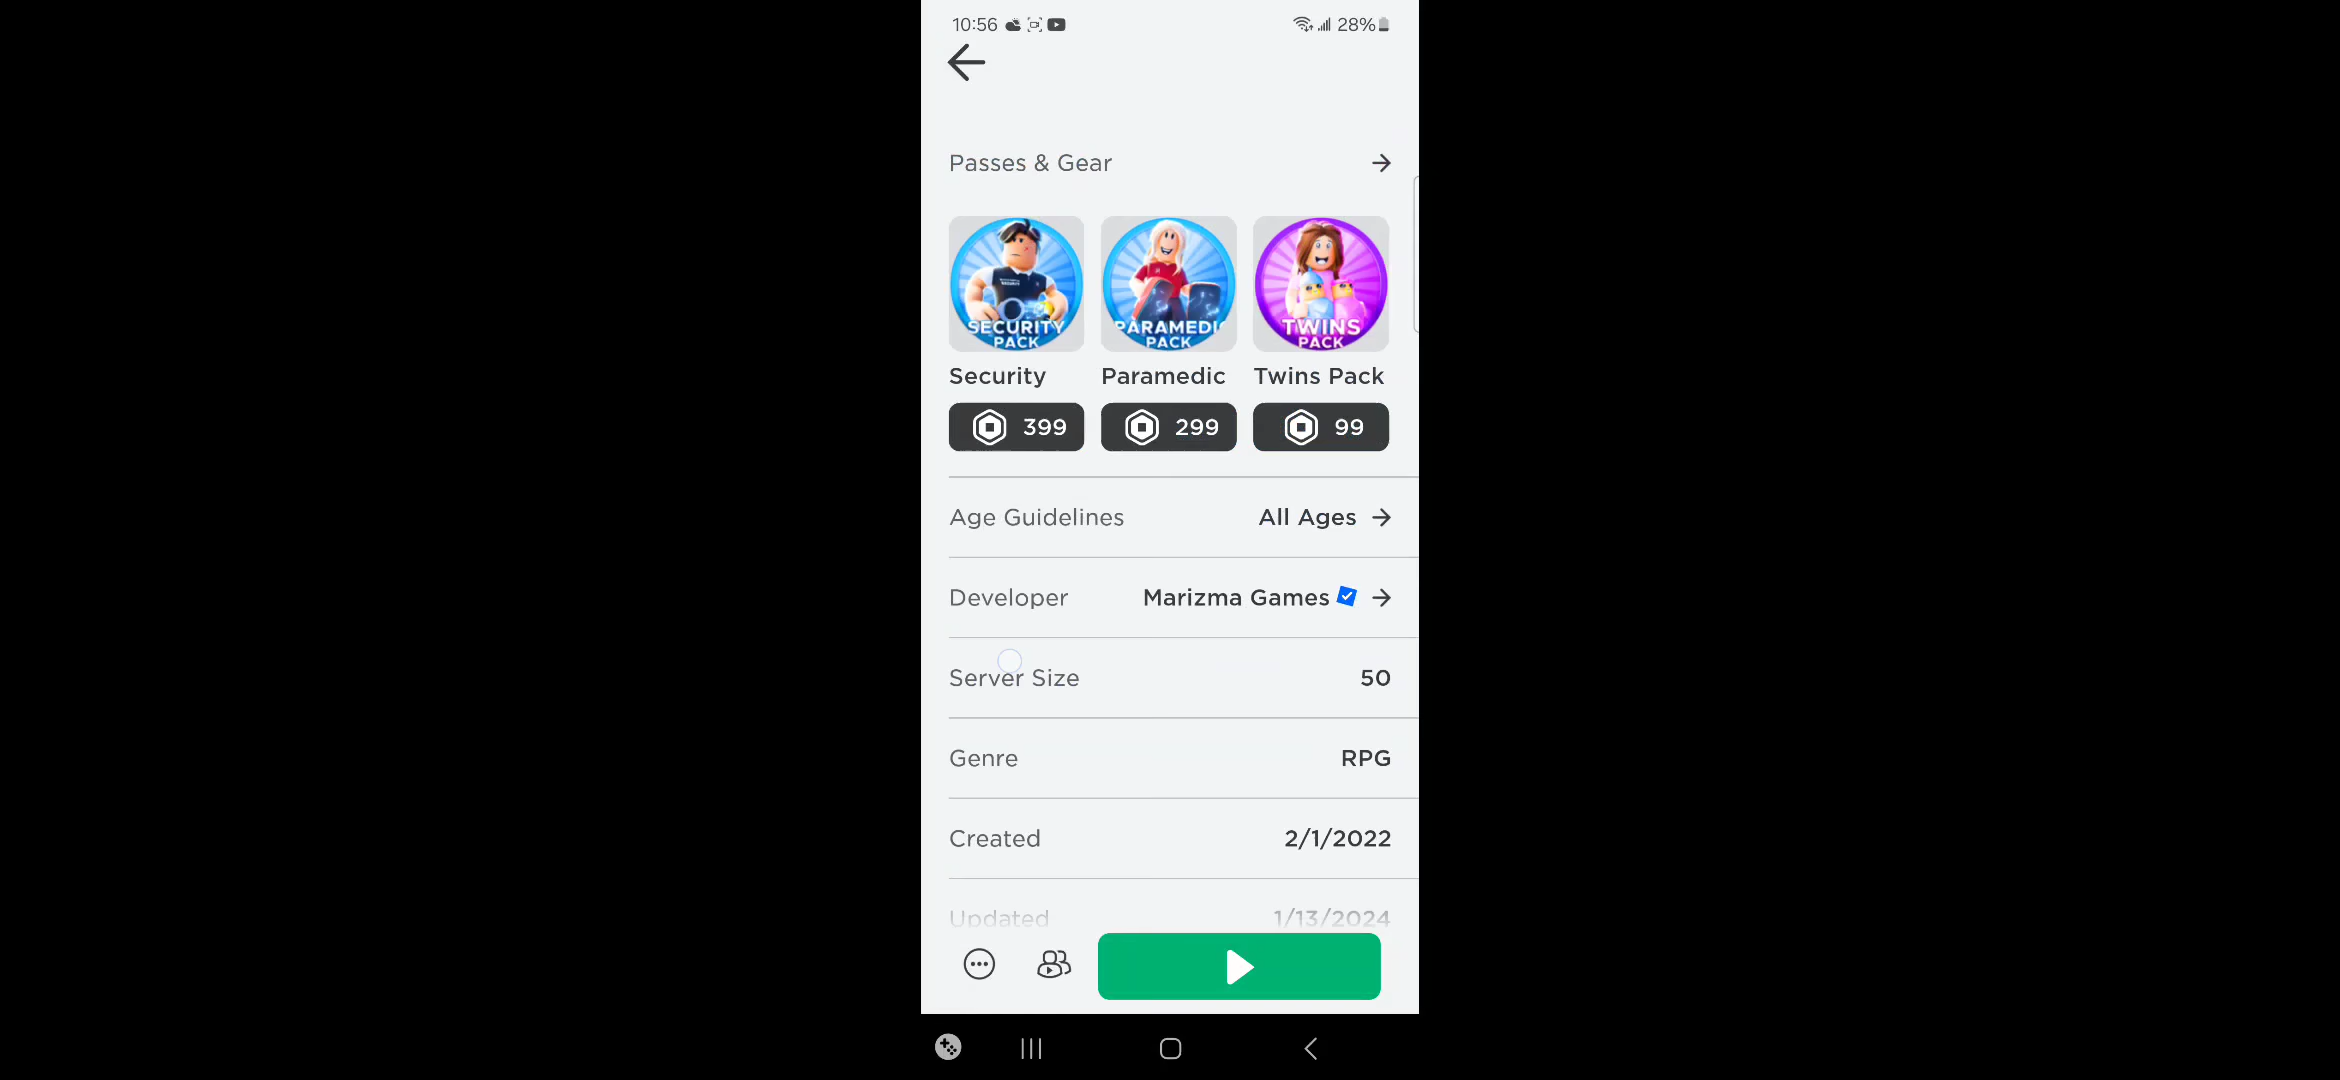 10:56 28%
Passes & Gear
SECURITY
PACK
PARAMEDIC
PACK
TWINS
PACK
Security Paramedic Twins Pack
399 299 99
Age Guidelines All Ages
Developer Marizma Games
Server Size 50
Genre RPG
Created 2/1/2022
Updated 1/13/2024